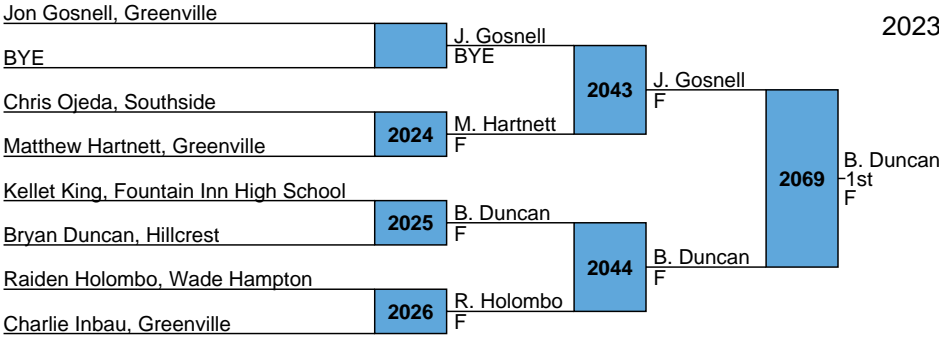 Jon Gosnell, Greenville
2023
J. Gosnell
BYE
BYE
J. Gosnell
2043
F
Chris Ojeda, Southside
M. Hartnett
2024
Matthew Hartnett, Greenville
F
B. Duncan
2069
1st
F
Kellet King, Fountain Inn High School
B. Duncan
2025
Bryan Duncan, Hillcrest
F
B. Duncan
2044
F
Raiden Holombo, Wade Hampton
R. Holombo
2026
Charlie Inbau, Greenville
F